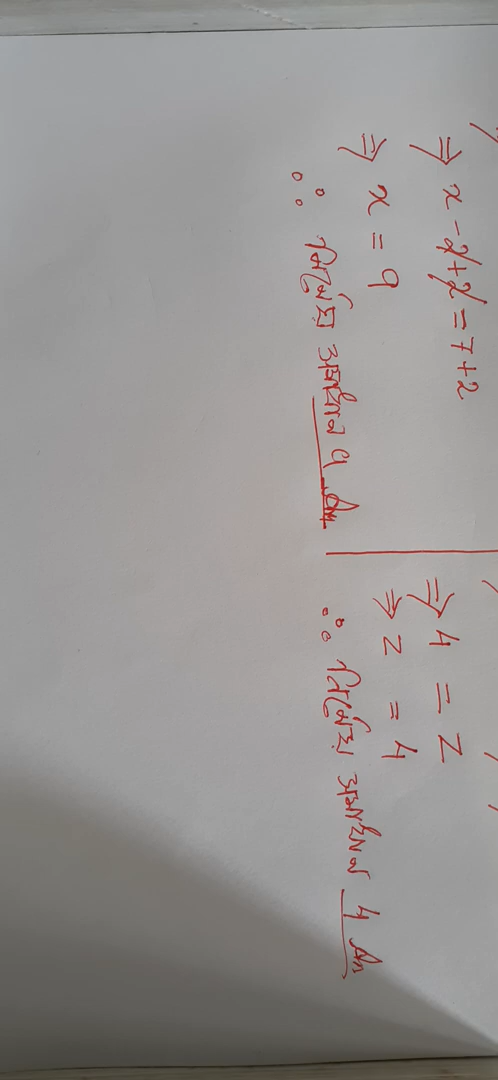 ⇒ x - 2 + 2 = 7 + 2
⇒ x = 9
∴ নির্ণেয় সমাধান 9 Ans
⇒ 4 = z
⇒ z = 4
∴ নির্ণেয় সমাধান 4 Ans